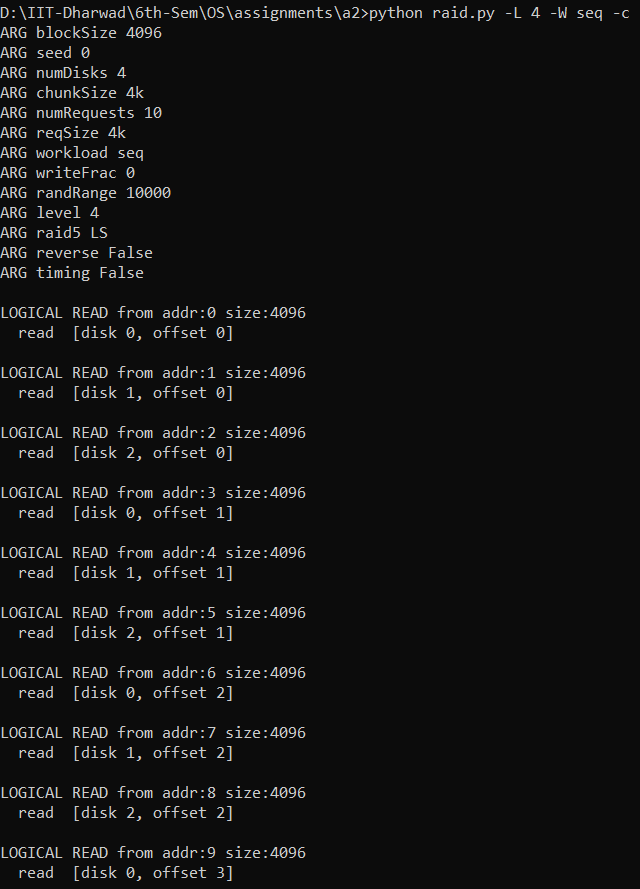 D:\IIT-Dharwad\6th-Sem\OS\assignments\a2>python raid.py -L 4 -W seq -c
ARG blockSize 4096
ARG seed 0
ARG numDisks 4
ARG chunkSize 4k
ARG numRequests 10
ARG reqSize 4k
ARG workload seq
ARG writeFrac 0
ARG randRange 10000
ARG level 4
ARG raid5 LS
ARG reverse False
ARG timing False

LOGICAL READ from addr:0 size:4096
  read  [disk 0, offset 0]

LOGICAL READ from addr:1 size:4096
  read  [disk 1, offset 0]

LOGICAL READ from addr:2 size:4096
  read  [disk 2, offset 0]

LOGICAL READ from addr:3 size:4096
  read  [disk 0, offset 1]

LOGICAL READ from addr:4 size:4096
  read  [disk 1, offset 1]

LOGICAL READ from addr:5 size:4096
  read  [disk 2, offset 1]

LOGICAL READ from addr:6 size:4096
  read  [disk 0, offset 2]

LOGICAL READ from addr:7 size:4096
  read  [disk 1, offset 2]

LOGICAL READ from addr:8 size:4096
  read  [disk 2, offset 2]

LOGICAL READ from addr:9 size:4096
  read  [disk 0, offset 3]